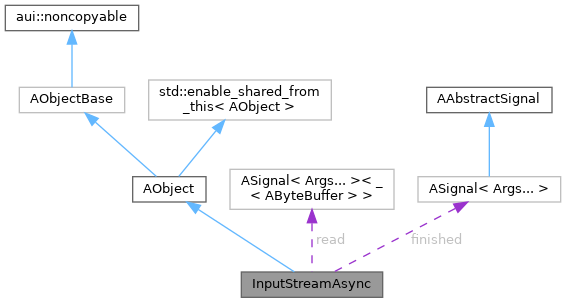 aui::noncopyable
AObjectBase
std::enable_shared_from
_this< AObject >
AAbstractSignal
AObject
ASignal< Args... >< _
< AByteBuffer > >
ASignal< Args... >
read
finished
InputStreamAsync